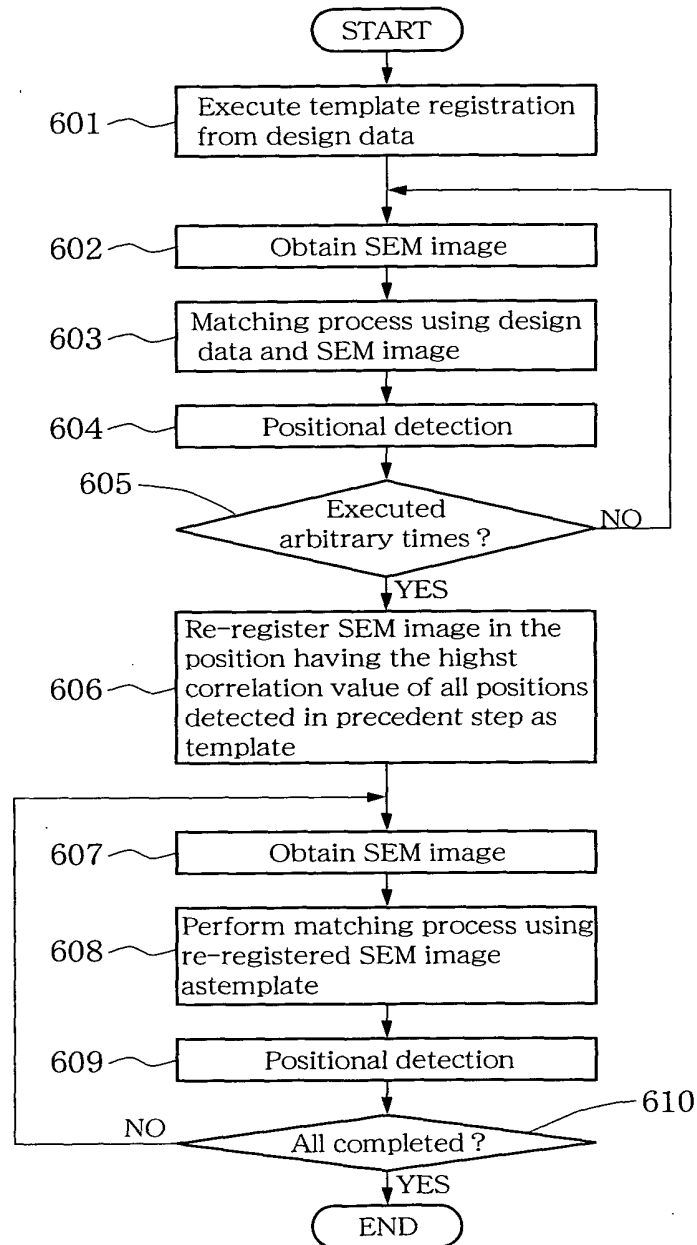 START
601
Execute template registration
from design data
602
Obtain SEM image
603
Matching process using design
data and SEM image
604
Positional detection
605
Executed
arbitrary times ?
NO
YES
606
Re-register SEM image in the
position having the highst
correlation value of all positions
detected in precedent step as
template
607
Obtain SEM image
608
Perform matching process using
re-registered SEM image
astemplate
609
Positional detection
610
NO
All completed ?
YES
END